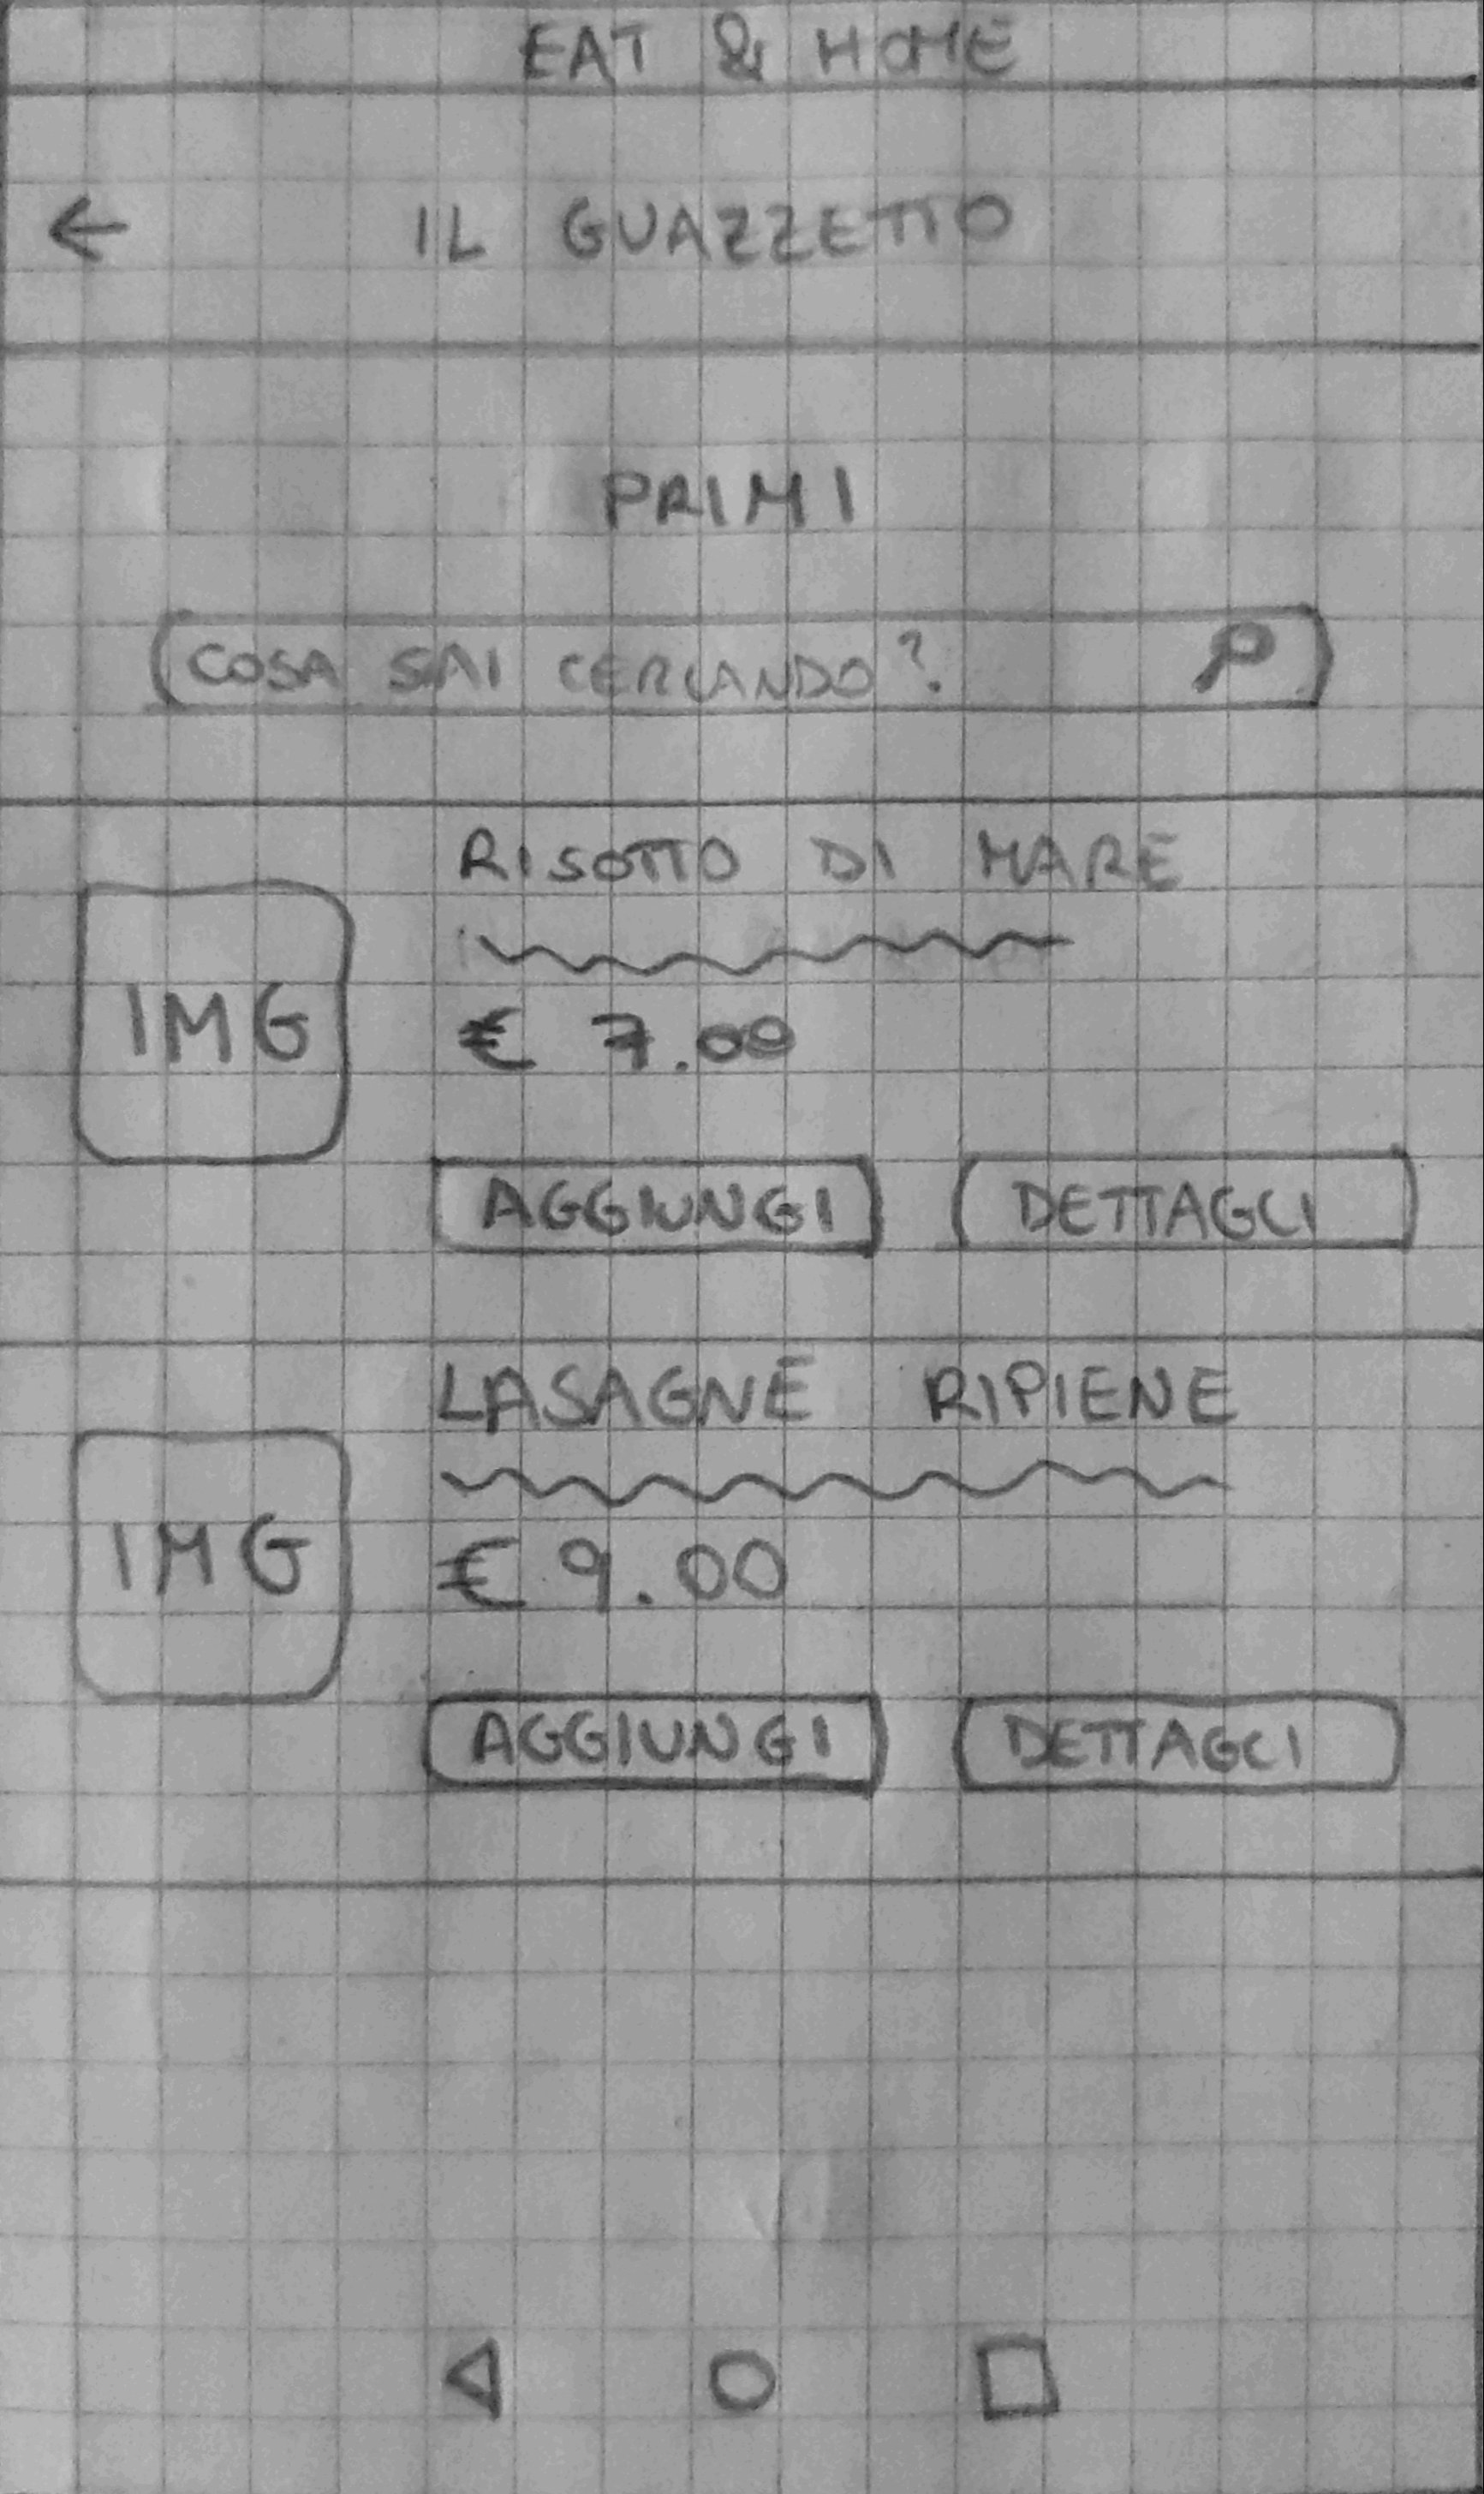 EAT & HOME
IL GUAZZETTO
PRIMI
COSA SAI CERCANDO?
RISOTTO DI MARE
IMG
€ 7.00
AGGIUNGI DETTAGLI
LASAGNE RIPIENE
IMG
€ 9.00
AGGIUNGI DETTAGLI